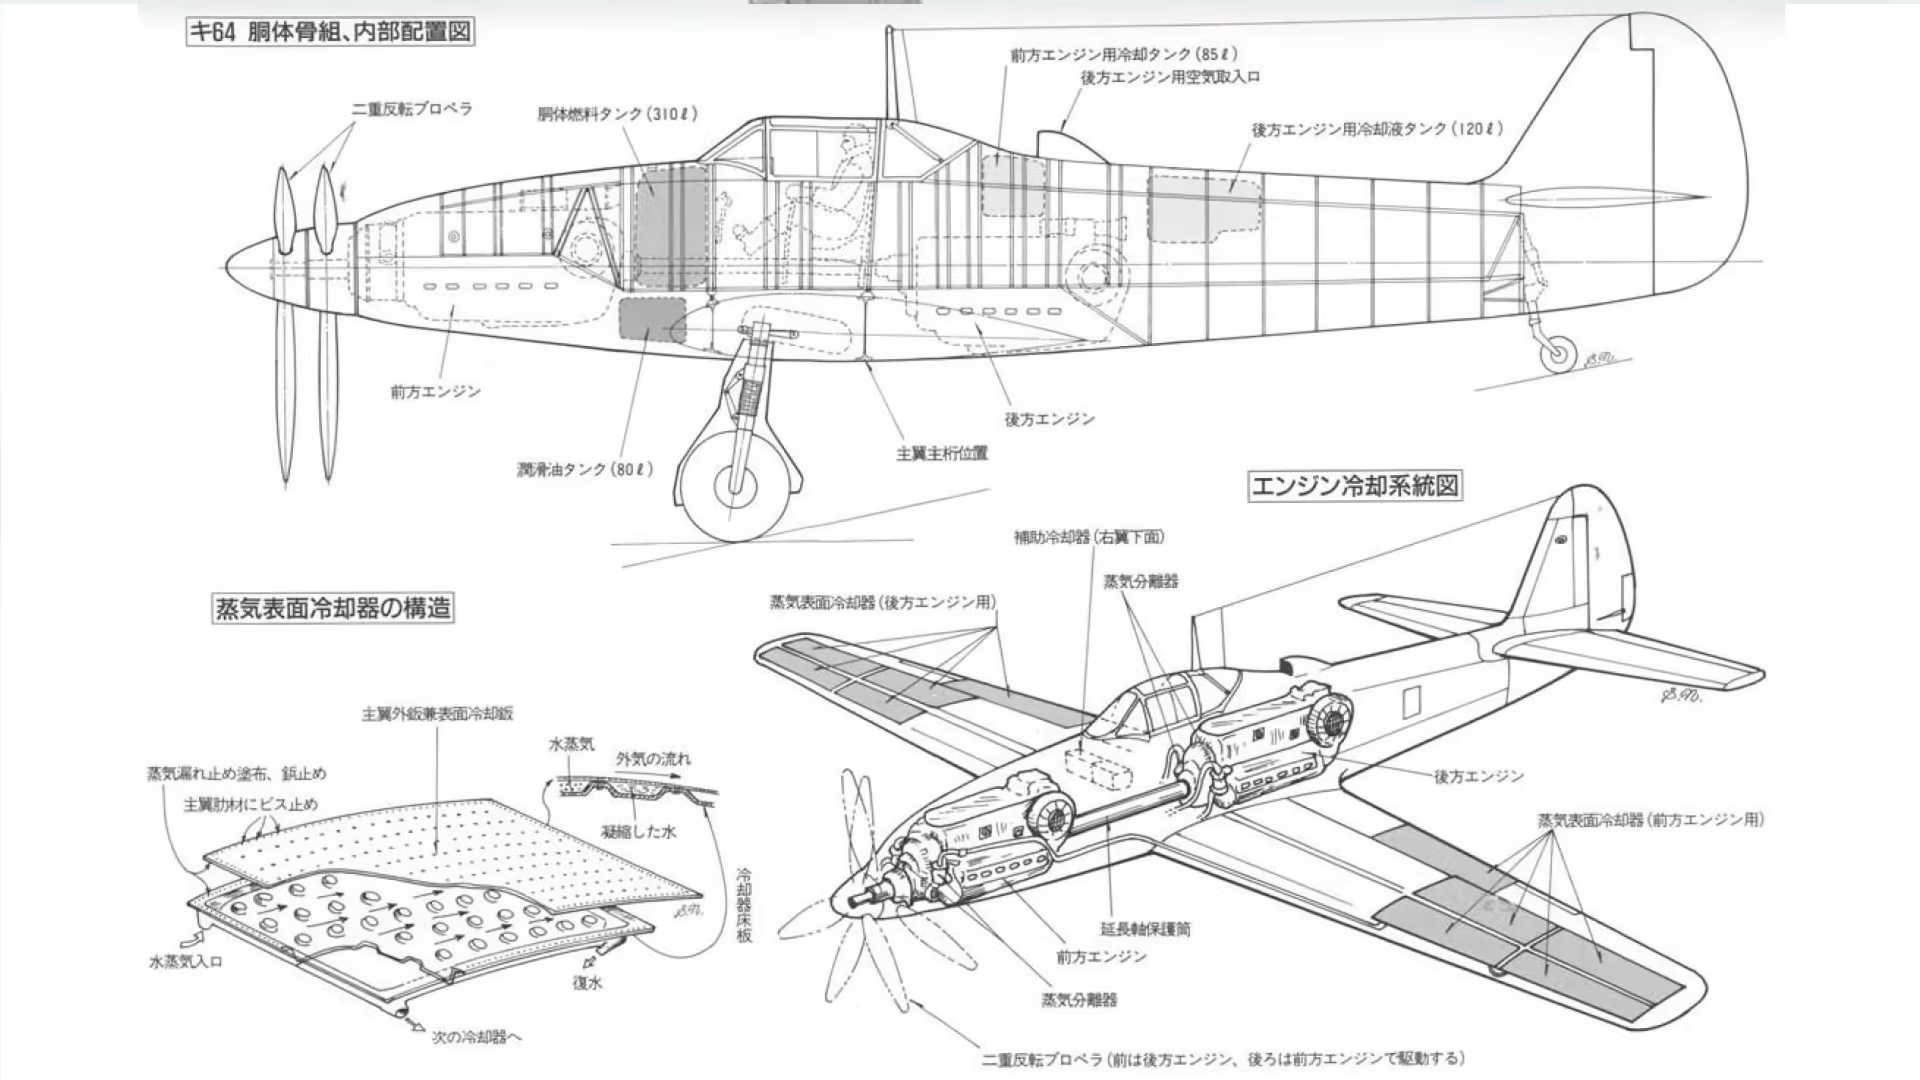 キ64 胴体骨組、内部配置図
前方エンジン用冷却タンク(85ℓ)
後方エンジン用空気取入口
二重反転プロペラ
胴体燃料タンク(310ℓ)
後方エンジン用冷却液タンク(120ℓ)
前方エンジン
後方エンジン
主翼主桁位置
潤滑油タンク(80ℓ)
エンジン冷却系統図
補助冷却器(右翼下面)
蒸気分離器
蒸気表面冷却器(後方エンジン用)
後方エンジン
蒸気表面冷却器(前方エンジン用)
延長軸保護筒
前方エンジン
蒸気分離器
二重反転プロペラ(前は後方エンジン、後ろは前方エンジンで駆動する)
蒸気表面冷却器の構造
主翼外鈑兼表面冷却鈑
水蒸気
外気の流れ
蒸気漏れ止め塗布、鋲止め
主翼肋材にビス止め
凝縮した水
冷却器床板
水蒸気入口
復水
次の冷却器へ